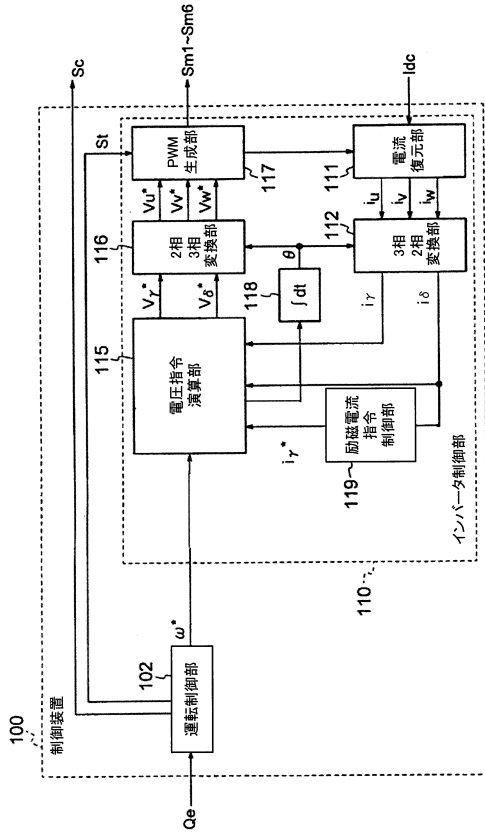 100
制御装置
Qe
運転制御部
102
ω*
Sc
St
110
インバータ制御部
115
電圧指令
演算部
Vγ*
Vδ*
116
2相
3相
変換部
Vu*
Vv*
Vw*
PWM
生成部
117
Sm1~Sm6
θ
118
∫dt
iγ*
119
励磁電流
指令
制御部
iγ
iδ
112
3相
2相
変換部
iu
iv
iw
111
電流
復元部
Idc